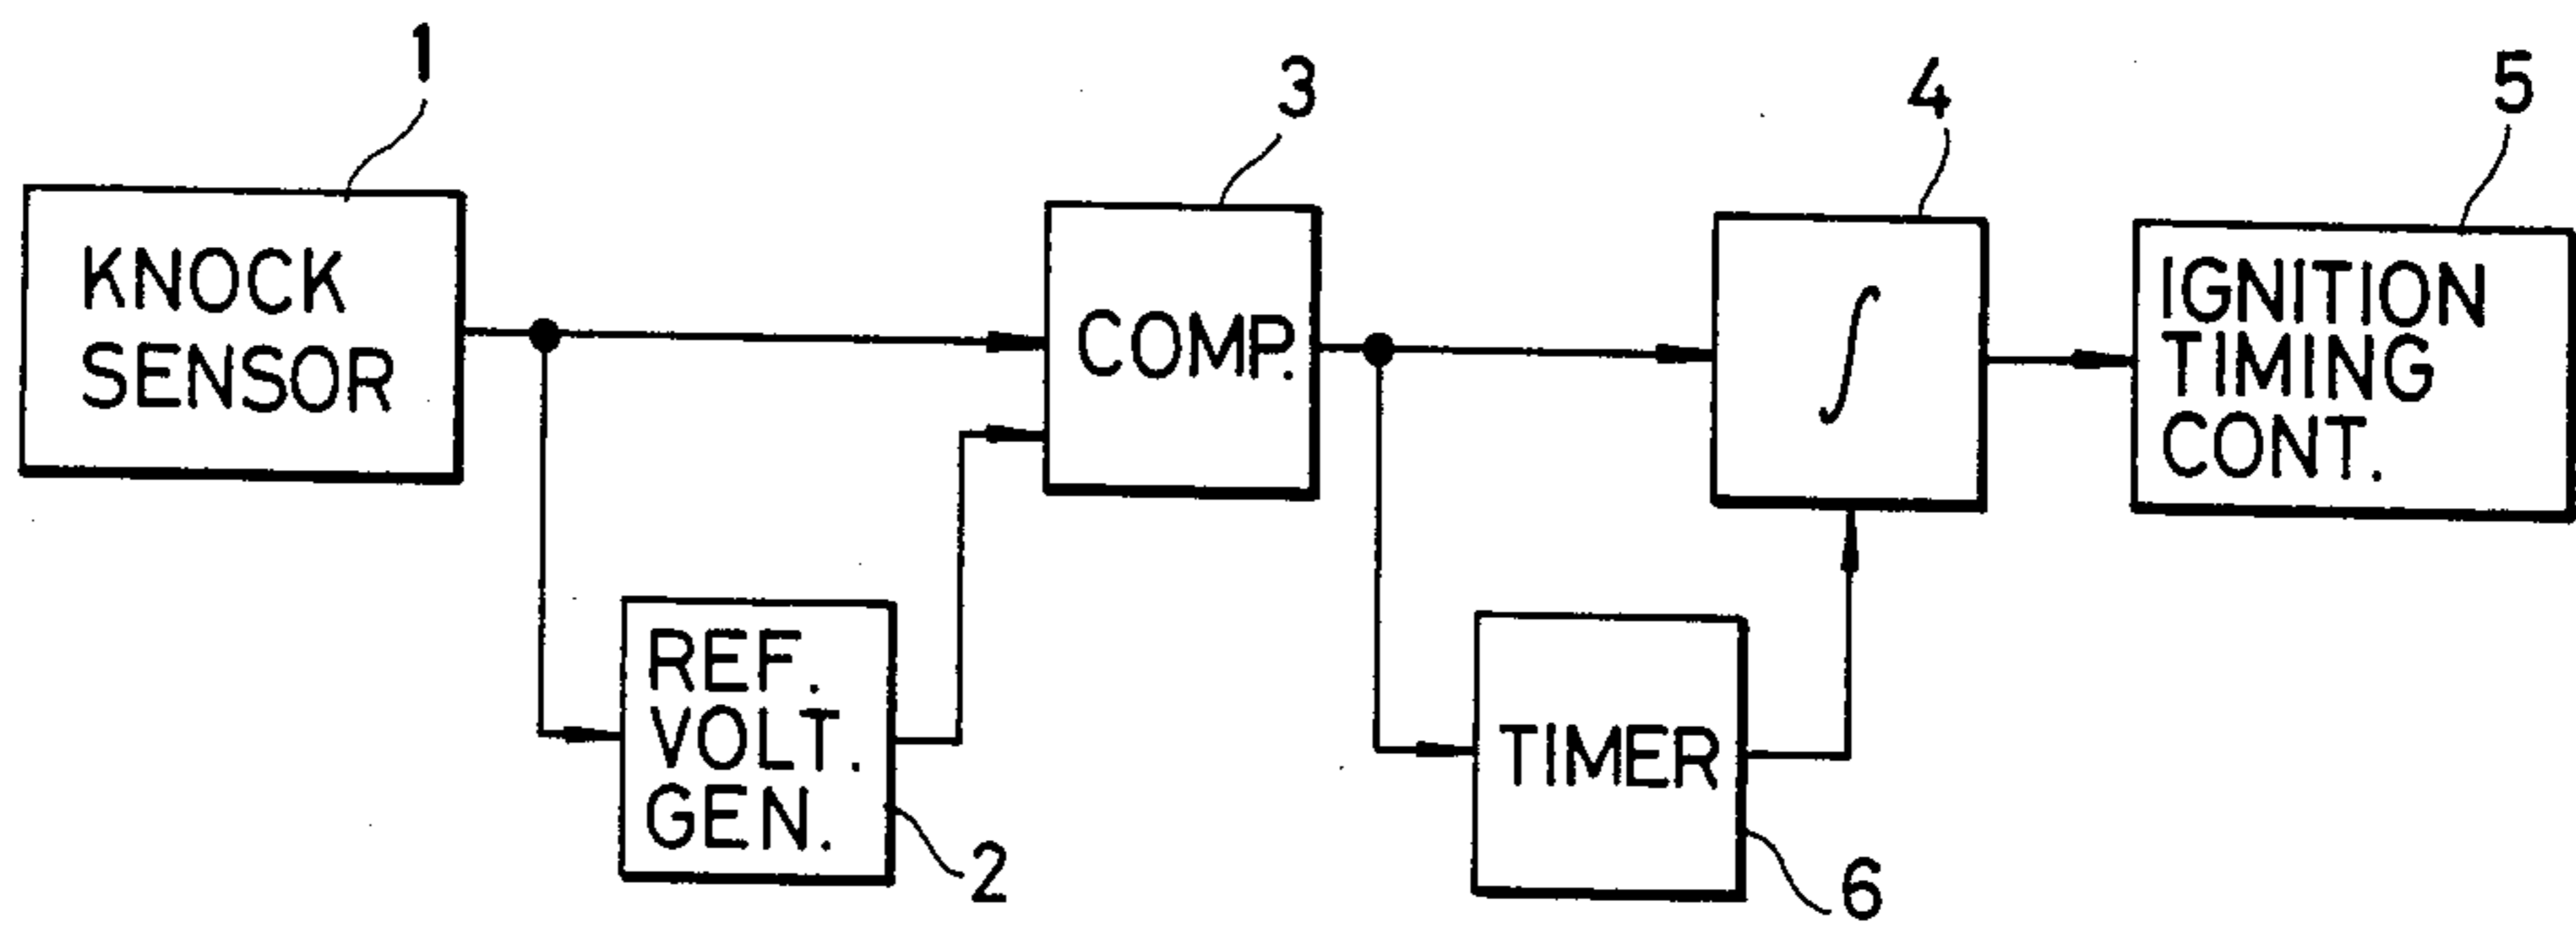 1
3
4
5
KNOCK
SENSOR
COMP.
∫
IGNITION
TIMING
CONT.
REF.
VOLT.
GEN.
2
TIMER
6